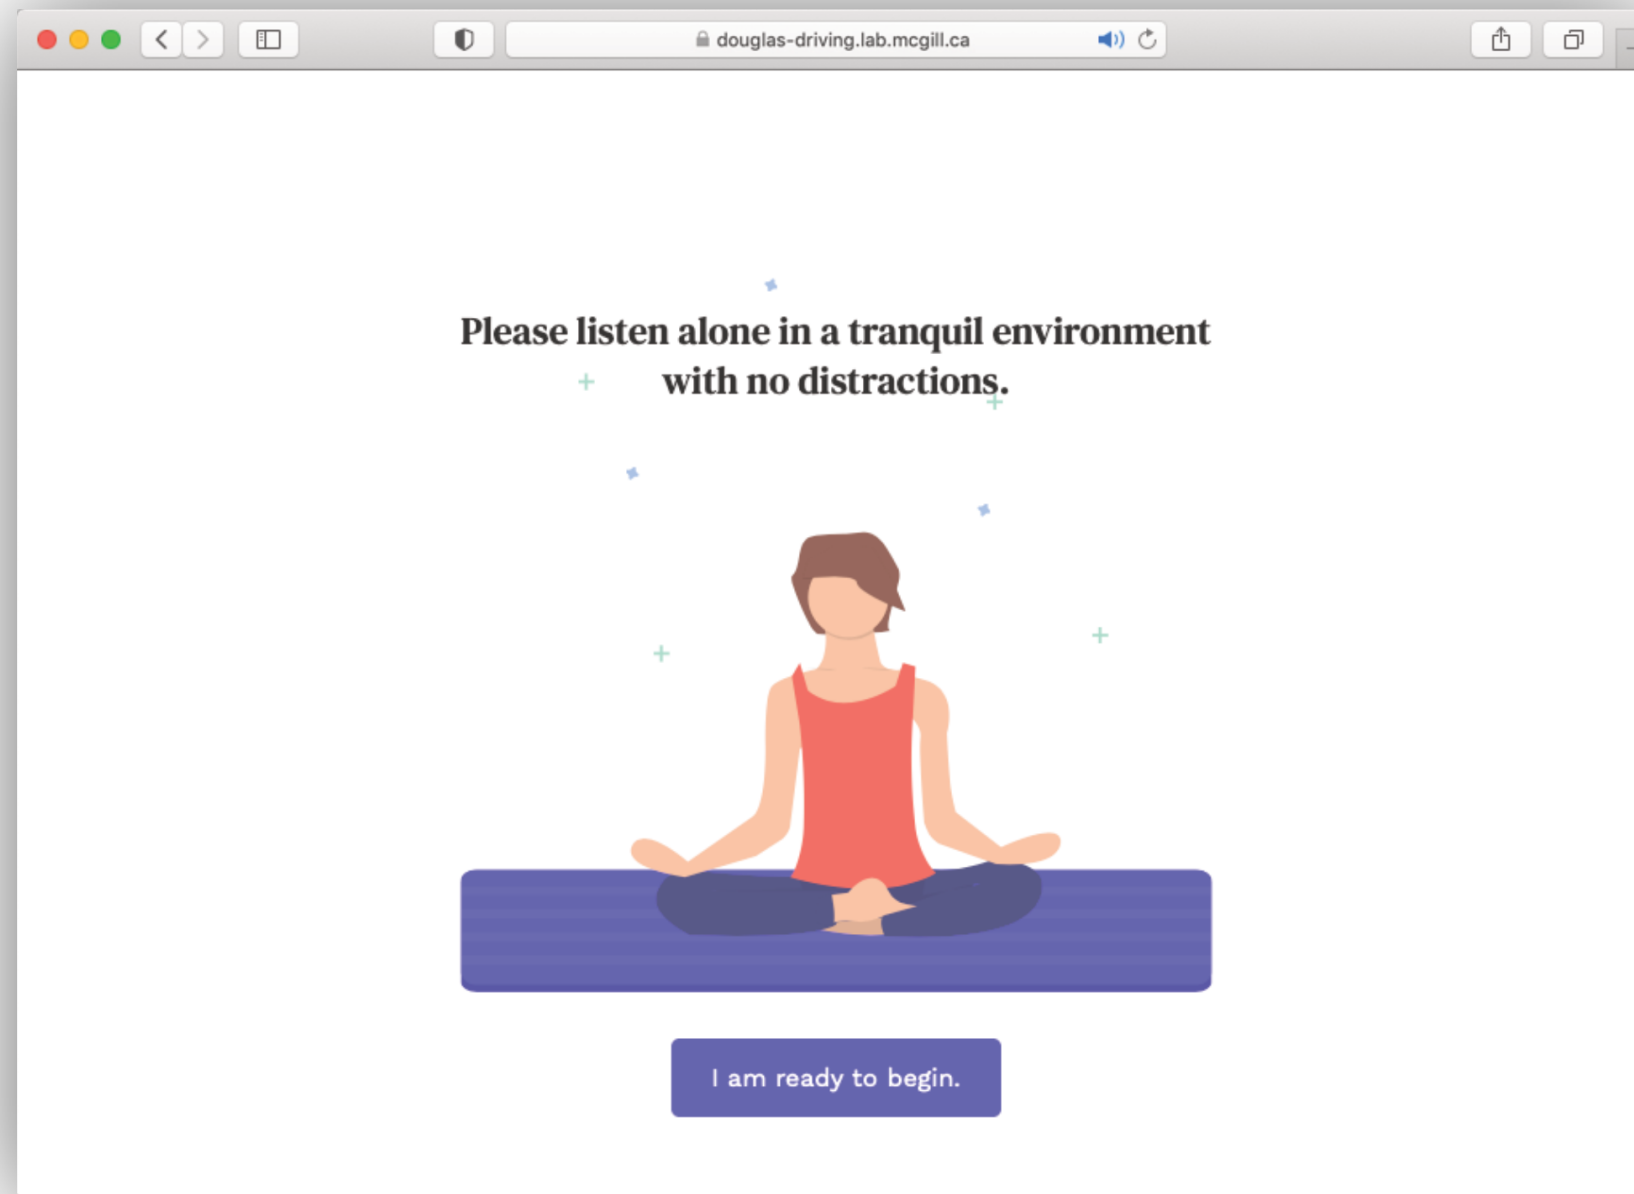 douglas-driving.lab.mcgill.ca
Please listen alone in a tranquil environment
with no distractions.
I am ready to begin.